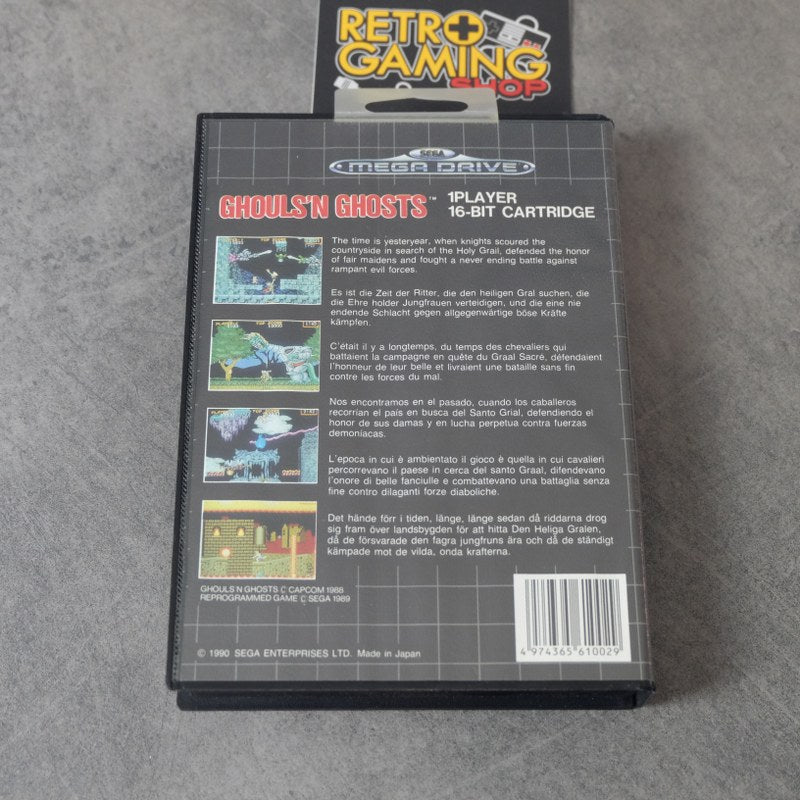 RETRO
GAMING
SHOP
SEGA
MEGA DRIVE
GHOULS'N GHOSTS™
1PLAYER
16-BIT CARTRIDGE
The time is yesteryear, when knights scoured the
countryside in search of the Holy Grail, defended the honor
of fair maidens and fought a never ending battle against
rampant evil forces.
Es ist die Zeit der Ritter, die den heiligen Gral suchen, die
die Ehre holder Jungfrauen verteidigen, und die eine nie
endende Schlacht gegen allgegenwärtige böse Kräfte
kämpfen.
C'était il y a longtemps, du temps des chevaliers qui
battaient la campagne en quête du Graal Sacré, défendaient
l'honneur de leur belle et livraient une bataille sans fin
contre les forces du mal.
Nos encontramos en el pasado, cuando los caballeros
recorrían el país en busca del Santo Grial, defendiendo el
honor de sus damas y en lucha perpetua contra fuerzas
demoníacas.
L'epoca in cui è ambientato il gioco è quella in cui cavalieri
percorrevano il paese in cerca del santo Graal, difendevano
l'onore di belle fanciulle e combattevano una battaglia senza
fine contro dilaganti forze diaboliche.
Det hände förr i tiden, länge, länge sedan då riddarna drog
sig fram över landsbygden för att hitta Den Heliga Gralen,
då de försvarade den fagra jungfruns ära och då de ständigt
kämpade mot de vilda, onda krafterna.
GHOULS'N GHOSTS © CAPCOM 1988
REPROGRAMMED GAME © SEGA 1989
© 1990 SEGA ENTERPRISES LTD. Made in Japan
4 974365 610029